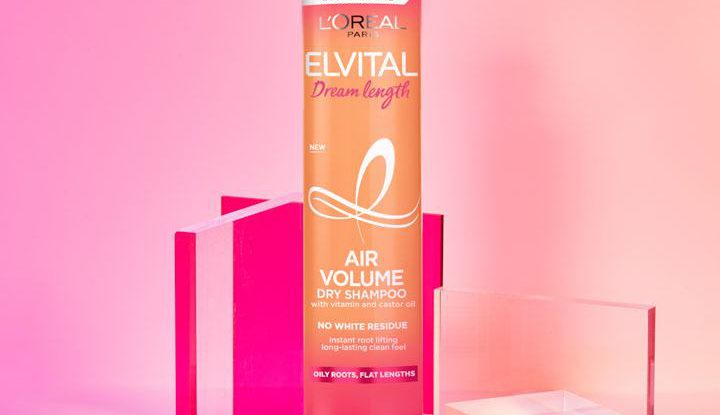 L'ORÉAL
PARIS
ELVITAL
Dream length
NEW
AIR
VOLUME
DRY SHAMPOO
with vitamin and castor oil
NO WHITE RESIDUE
Instant root lifting
long-lasting clean feel
OILY ROOTS, FLAT LENGTHS